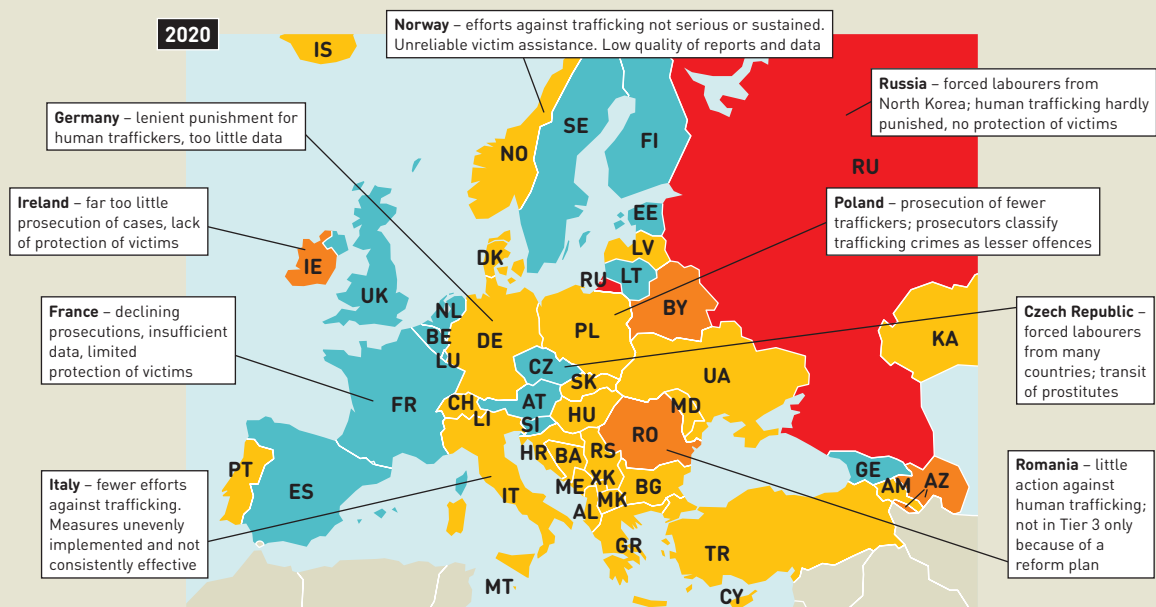 2020
Norway – efforts against trafficking not serious or sustained.
Unreliable victim assistance. Low quality of reports and data
Germany – lenient punishment for
human traffickers, too little data
Ireland – far too little
prosecution of cases, lack
of protection of victims
France – declining
prosecutions, insufficient
data, limited
protection of victims
Italy – fewer efforts
against trafficking.
Measures unevenly
implemented and not
consistently effective
Russia – forced labourers from
North Korea; human trafficking hardly
punished, no protection of victims
Poland – prosecution of fewer
traffickers; prosecutors classify
trafficking crimes as lesser offences
Czech Republic –
forced labourers
from many
countries; transit
of prostitutes
Romania – little
action against
human trafficking;
not in Tier 3 only
because of a
reform plan
IS
SE
FI
NO
RU
EE
LV
DK
LT
RU
IE
UK
BY
NL
BE
DE
PL
KA
LU
CZ
UA
SK
FR
CH
AT
MD
LI
HU
SI
RO
HR
BA
RS
GE
PT
ES
IT
ME
XK
BG
AM
AZ
MK
AL
GR
TR
MT
CY